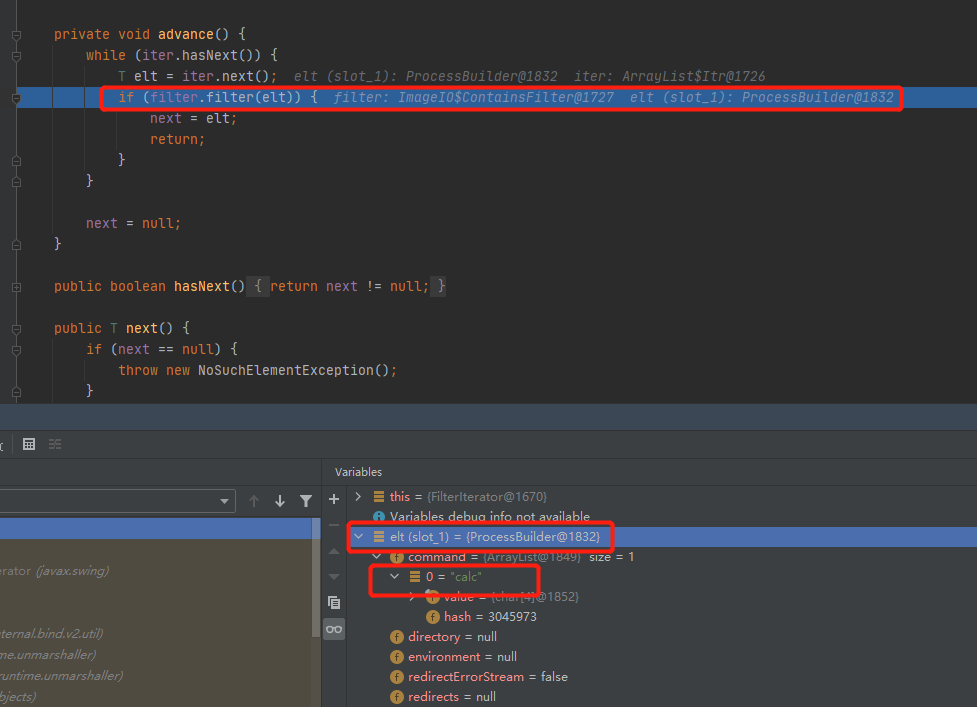 private void advance() {
while (iter.hasNext()) {
T elt = iter.next();  elt (slot_1): ProcessBuilder@1832  iter: ArrayList$Itr@1726
if (filter.filter(elt)) {  filter: ImageIO$ContainsFilter@1727  elt (slot_1): ProcessBuilder@1832
next = elt;
return;
}
}
next = null;
}
public boolean hasNext() { return next != null; }
public T next() {
if (next == null) {
throw new NoSuchElementException();
}
Variables
this = {FilterIterator@1670}
Variables debug info not available
elt (slot_1) = {ProcessBuilder@1832}
command = {ArrayList@1849}  size = 1
0 = "calc"
value = {char[4]@1852}
hash = 3045973
directory = null
environment = null
redirectErrorStream = false
redirects = null
erator (javax.swing)
ternal.bind.v2.util)
me.unmarshaller)
runtime.unmarshaller)
bjects)